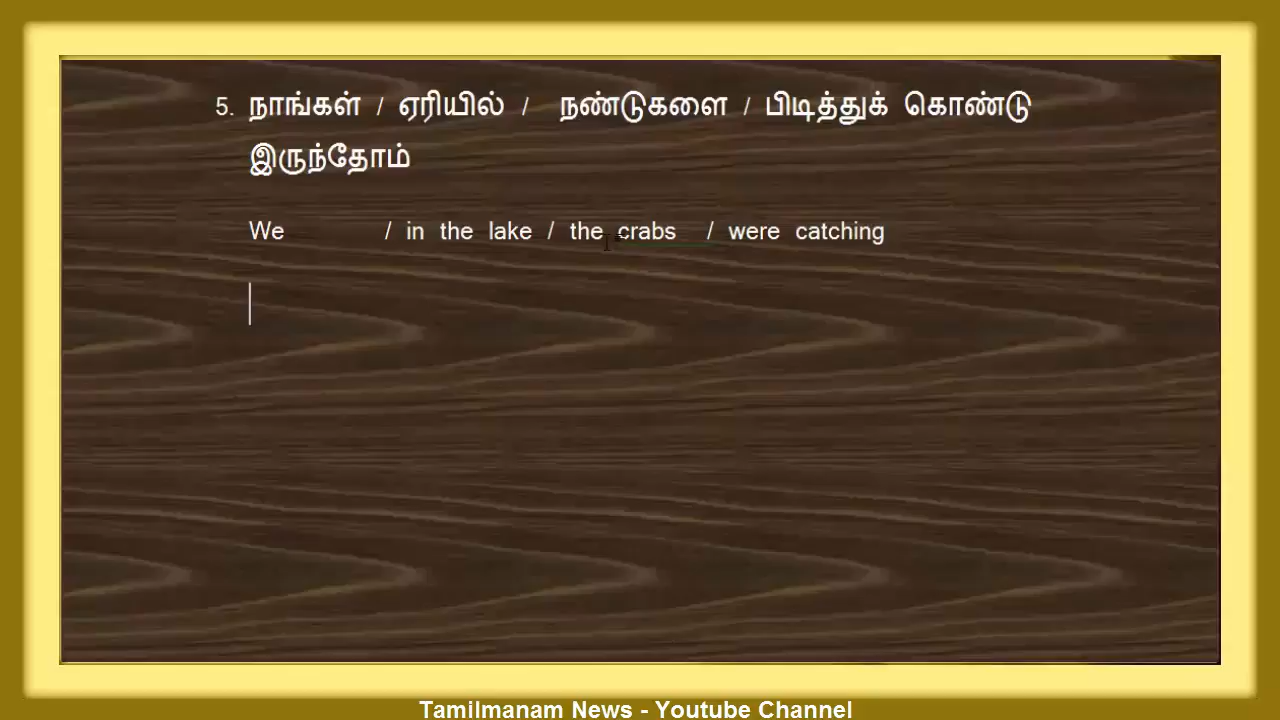 5. நாங்கள் / ஏரியில் / நண்டுகளை / பிடித்துக் கொண்டு
இருந்தோம்
We / in the lake / the crabs / were catching
Tamilmanam News - Youtube Channel